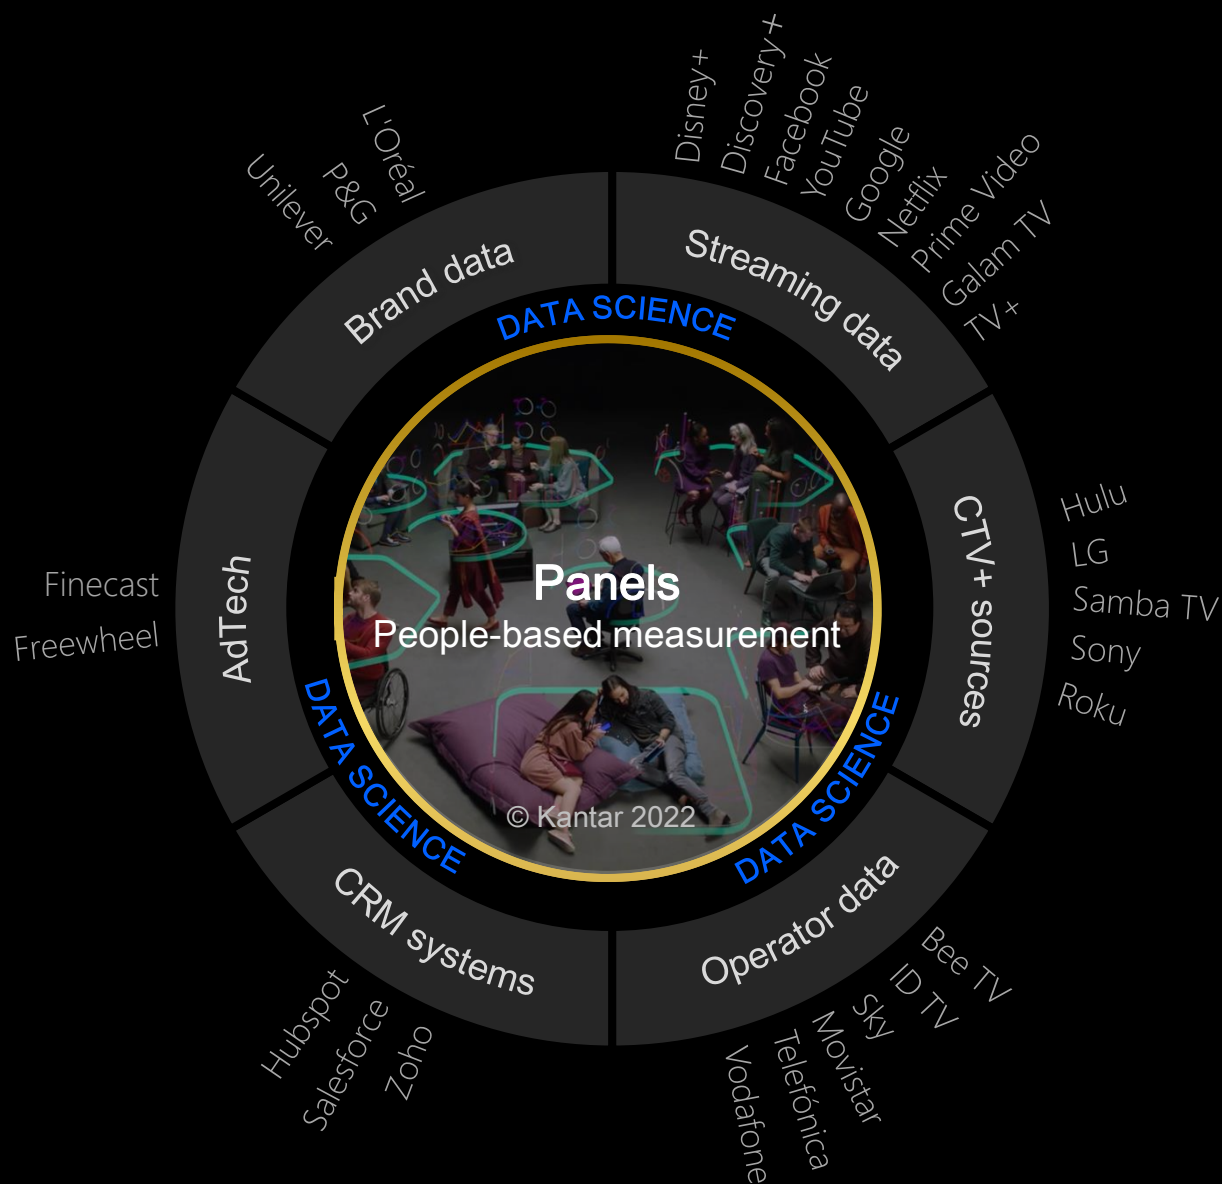 Disney+
Discovery+
Facebook
YouTube
Google
Netflix
Prime Video
Galam TV
TV+
Streaming data
Hulu
LG
Samba TV
Sony
Roku
CTV+ sources
Bee TV
ID TV
Sky
Movistar
Telefónica
Vodafone
Operator data
Zoho
Salesforce
Hubspot
CRM systems
Freewheel
Finecast
AdTech
Unilever
P&G
L'Oréal
Brand data
DATA SCIENCE
DATA SCIENCE
DATA SCIENCE
Panels
People-based measurement
© Kantar 2022